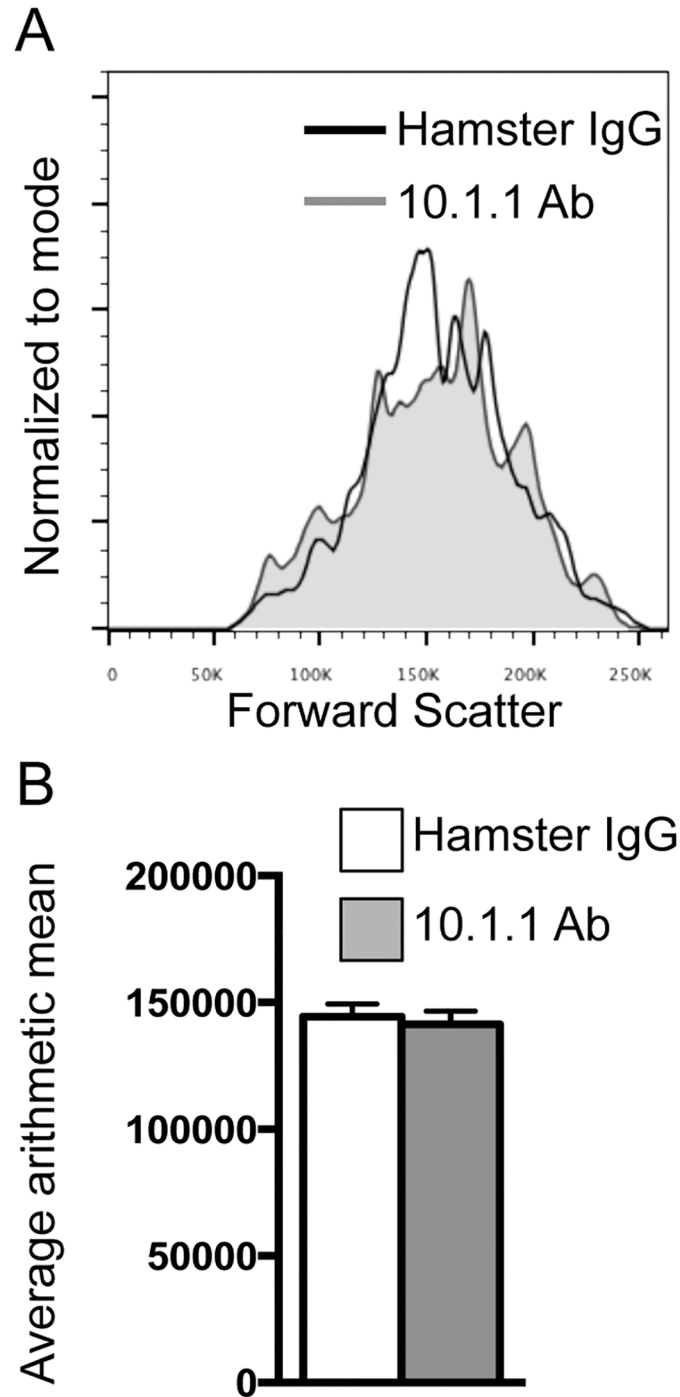 A
Hamster IgG
10.1.1 Ab
Normalized to mode
0 50K 100K 150K 200K 250K
Forward Scatter
B
Hamster IgG
10.1.1 Ab
Average arithmetic mean
200000
150000
100000
50000
0